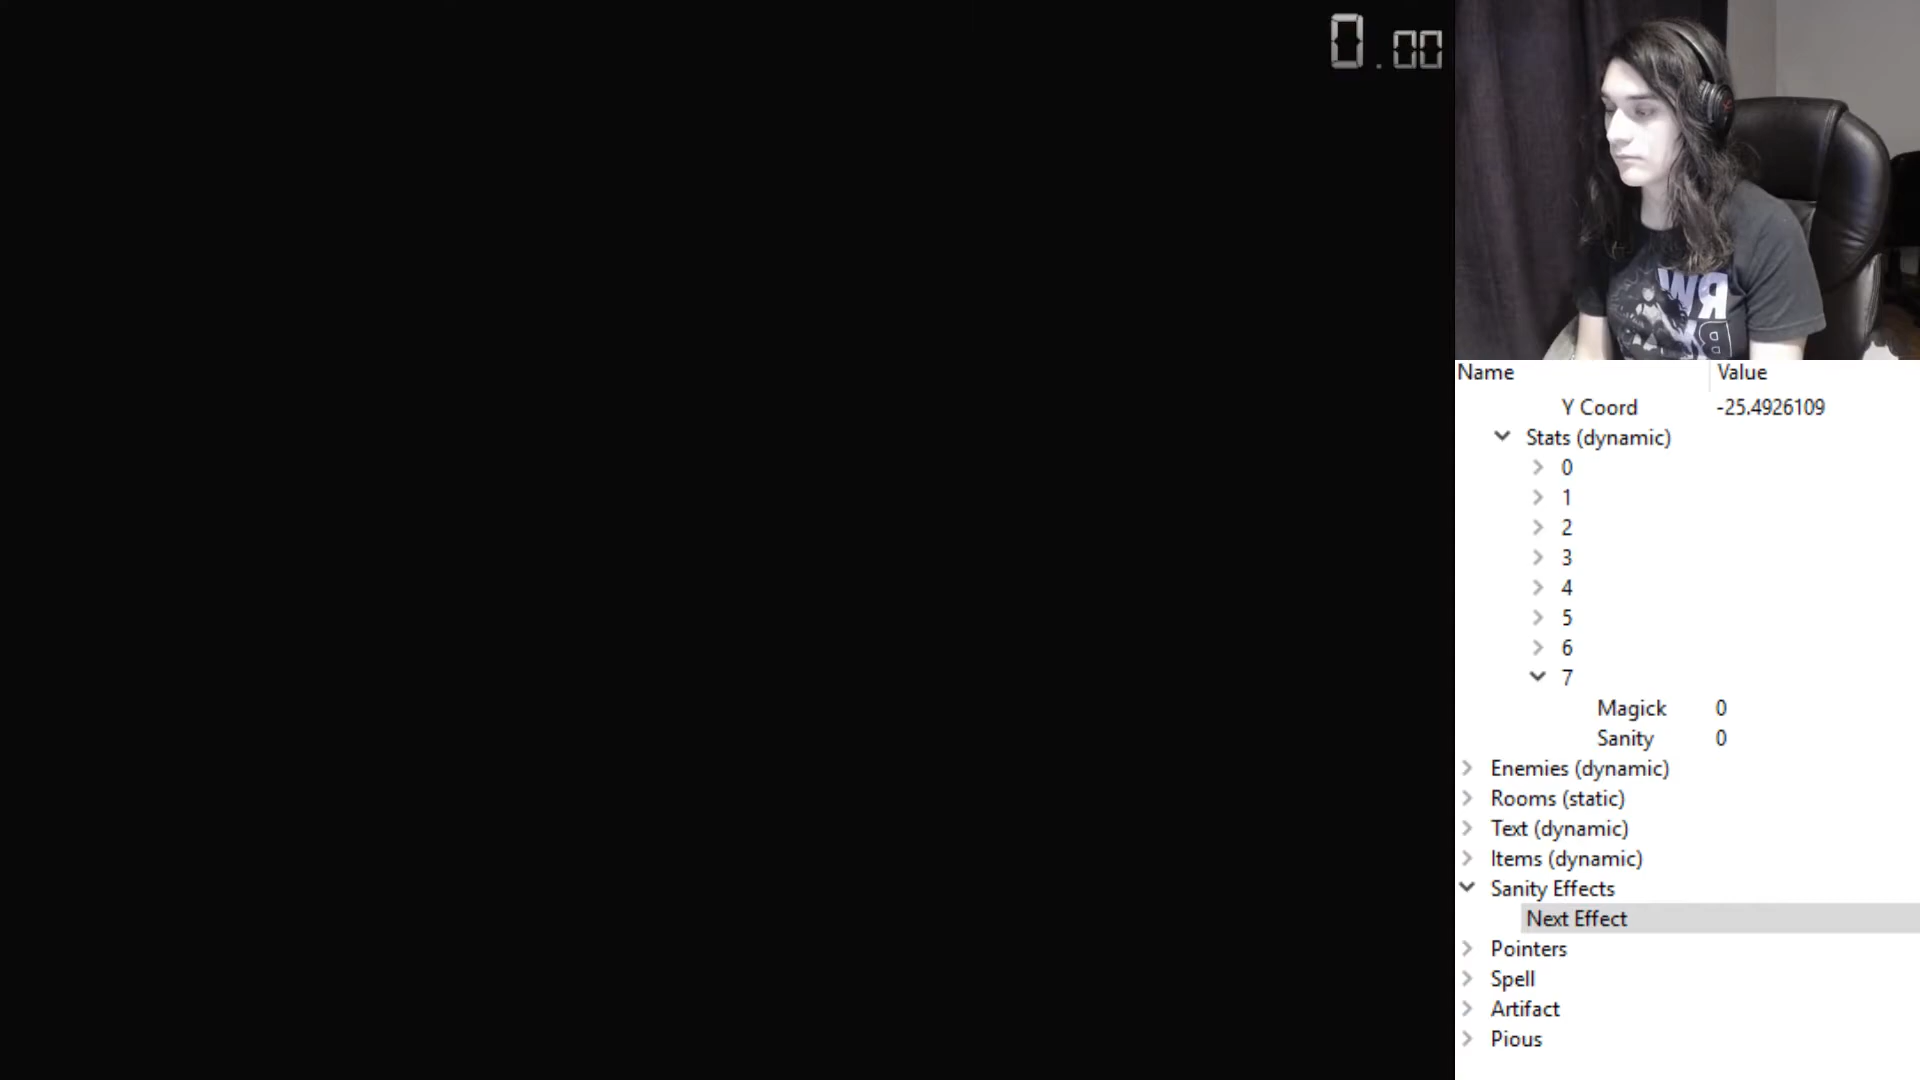 0.00
RW
B
Name Value
Y Coord -25.4926109
Stats (dynamic)
0
1
2
3
4
5
6
7
Magick 0
Sanity 0
Enemies (dynamic)
Rooms (static)
Text (dynamic)
Items (dynamic)
Sanity Effects
Next Effect
Pointers
Spell
Artifact
Pious